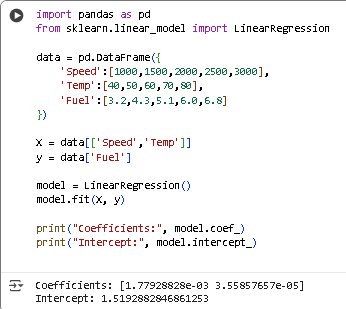 import pandas as pd
from sklearn.linear_model import LinearRegression
data = pd.DataFrame({
'Speed':[1000,1500,2000,2500,3000],
'Temp':[40,50,60,70,80],
'Fuel':[3.2,4.3,5.1,6.0,6.8]
})
X = data[['Speed','Temp']]
y = data['Fuel']
model = LinearRegression()
model.fit(X, y)
print("Coefficients:", model.coef_)
print("Intercept:", model.intercept_)
Coefficients: [1.77928828e-03 3.55857657e-05]
Intercept: 1.5192882846861253